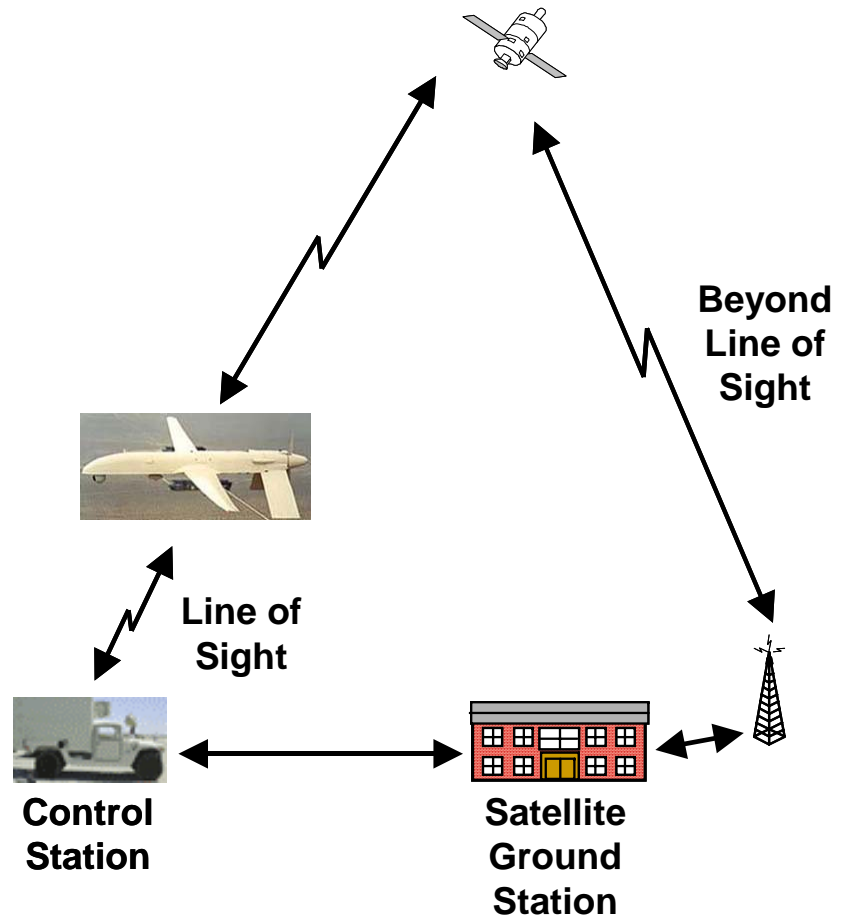 Beyond
Line of
Sight
Line of
Sight
Control
Station
Satellite
Ground
Station